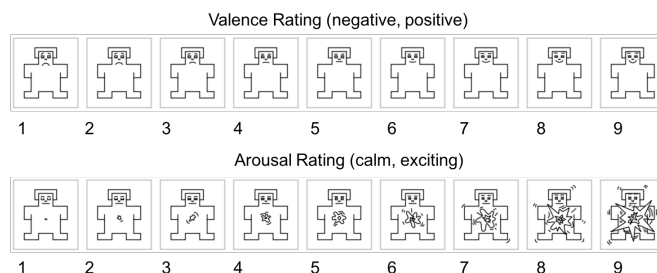 Valence Rating (negative, positive)
1 2 3 4 5 6 7 8 9
Arousal Rating (calm, exciting)
1 2 3 4 5 6 7 8 9